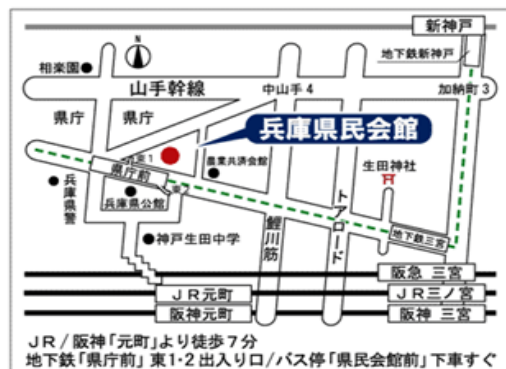 新神戸
地下鉄新神戸
相楽園
N
山手幹線
中山手4
加納町3
県庁
県庁
兵庫県民会館
東1
農業共済会館
生田神社
県庁前
東2
兵庫県警
兵庫県公館
トアロード
地下鉄三宮
神戸生田中学
鯉川筋
阪急 三宮
JR元町
JR三ノ宮
阪神元町
阪神 三宮
JR/阪神「元町」より徒歩7分
地下鉄「県庁前」東1・2出入り口/バス停「県民会館前」下車すぐ